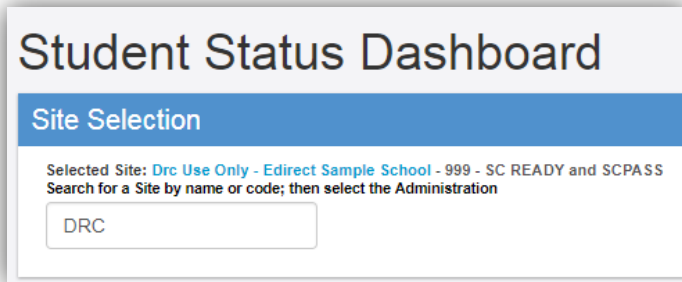 Student Status Dashboard
Site Selection
Selected Site: Drc Use Only - Edirect Sample School - 999 - SC READY and SCPASS
Search for a Site by name or code; then select the Administration
DRC